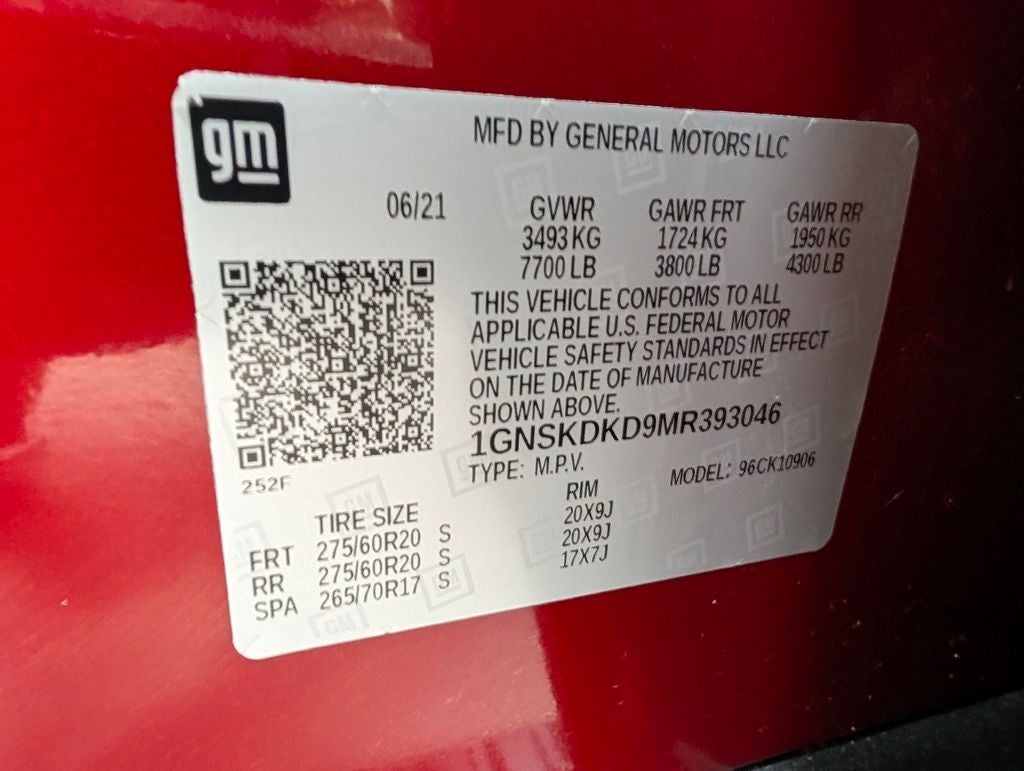 gm
MFD BY GENERAL MOTORS LLC
06/21 GVWR GAWR FRT GAWR RR
3493 KG 1724 KG 1950 KG
7700 LB 3800 LB 4300 LB
THIS VEHICLE CONFORMS TO ALL
APPLICABLE U.S. FEDERAL MOTOR
VEHICLE SAFETY STANDARDS IN EFFECT
ON THE DATE OF MANUFACTURE
SHOWN ABOVE.
1GNSKDKD9MR393046
TYPE: M.P.V. MODEL: 96CK10906
252F
TIRE SIZE RIM
FRT 275/60R20 S 20X9J
RR 275/60R20 S 20X9J
SPA 265/70R17 S 17X7J